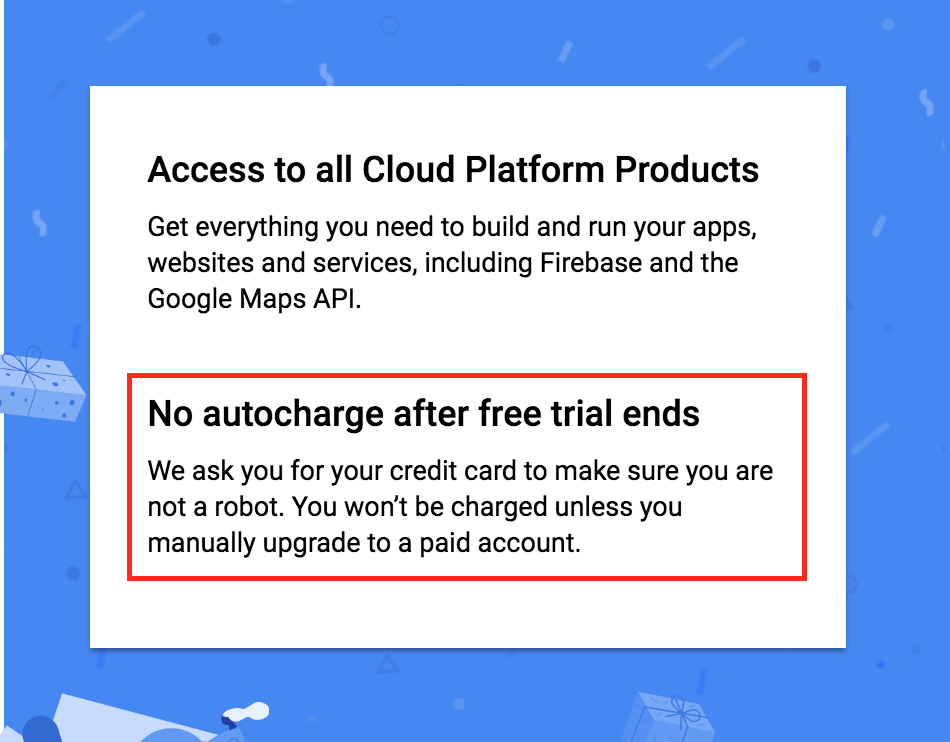 Access to all Cloud Platform Products
Get everything you need to build and run your apps,
websites and services, including Firebase and the
Google Maps API.
No autocharge after free trial ends
We ask you for your credit card to make sure you are
not a robot. You won’t be charged unless you
manually upgrade to a paid account.